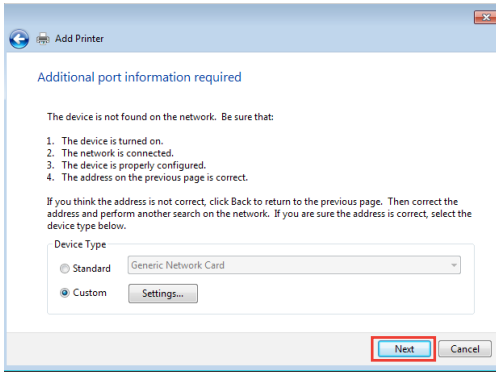 Add Printer
Additional port information required
The device is not found on the network. Be sure that:
1. The device is turned on.
2. The network is connected.
3. The device is properly configured.
4. The address on the previous page is correct.
If you think the address is not correct, click Back to return to the previous page. Then correct the
address and perform another search on the network. If you are sure the address is correct, select the
device type below.
Device Type
Standard Generic Network Card
Custom Settings...
Next Cancel